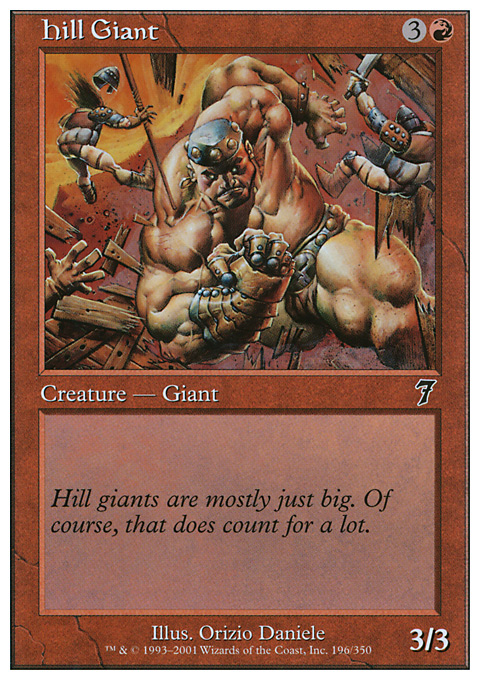 Hill Giant 3
Creature — Giant 7
Hill giants are mostly just big. Of
course, that does count for a lot.
Illus. Orizio Daniele
™ & © 1993–2001 Wizards of the Coast, Inc. 196/350
3/3